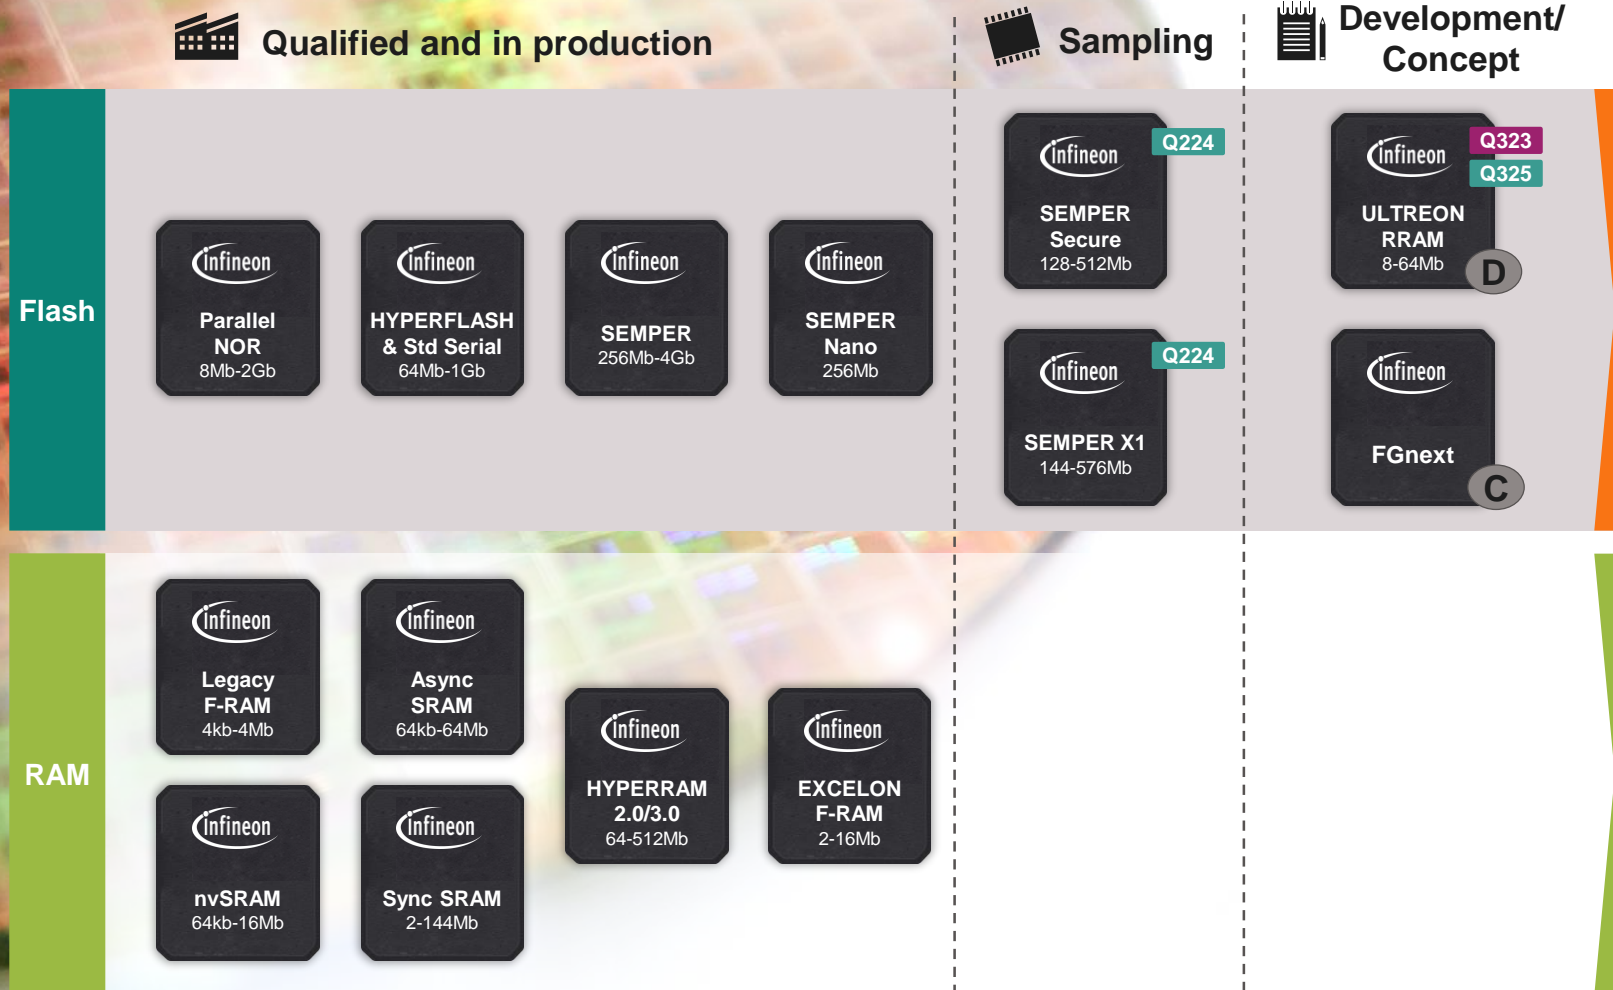 Qualified and in production
Sampling
Development/
Concept
Flash
infineon
Parallel
NOR
8Mb-2Gb
infineon
HYPERFLASH
& Std Serial
64Mb-1Gb
infineon
SEMPER
256Mb-4Gb
infineon
SEMPER
Nano
256Mb
infineon
Q224
SEMPER
Secure
128-512Mb
infineon
Q224
SEMPER X1
144-576Mb
infineon
Q323
Q325
ULTREON
RRAM
8-64Mb
D
infineon
FGnext
C
RAM
infineon
Legacy
F-RAM
4kb-4Mb
infineon
Async
SRAM
64kb-64Mb
infineon
nvSRAM
64kb-16Mb
infineon
Sync SRAM
2-144Mb
infineon
HYPERRAM
2.0/3.0
64-512Mb
infineon
EXCELON
F-RAM
2-16Mb